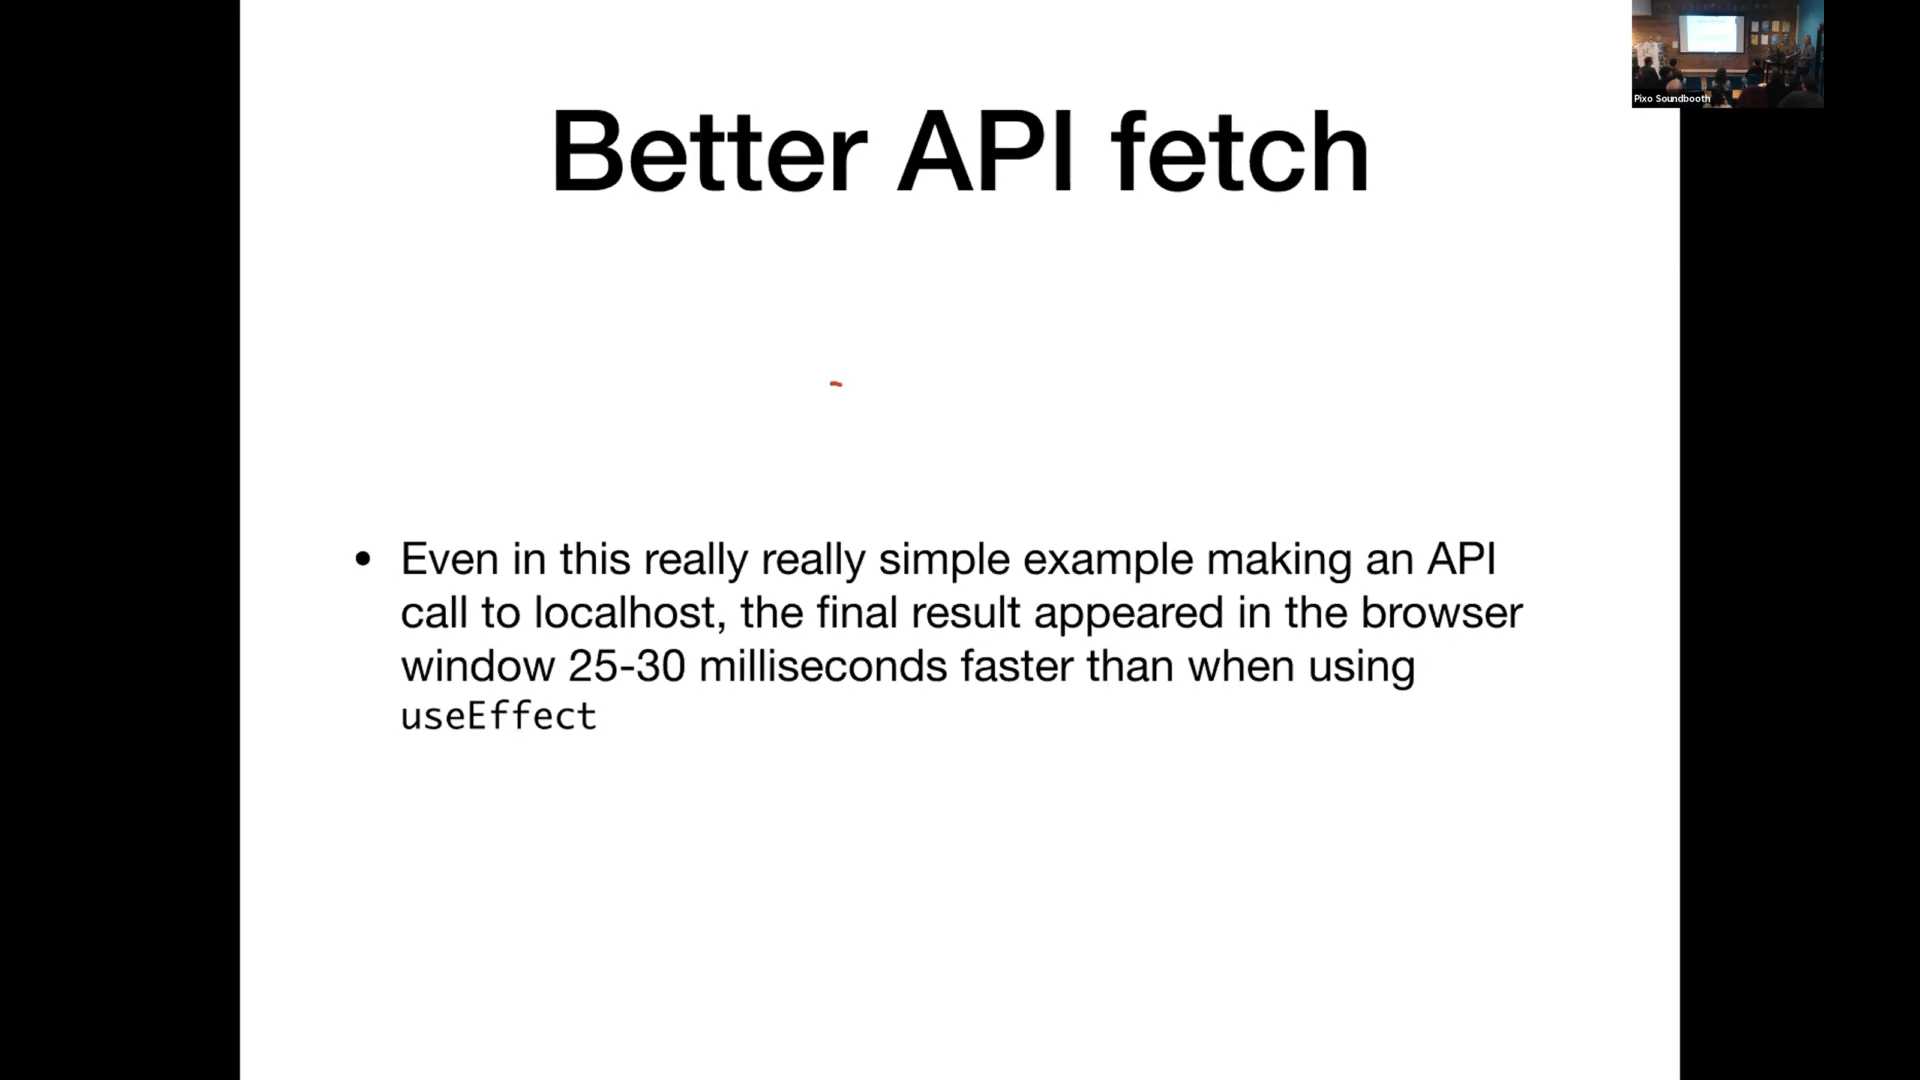 Pixo Soundbooth
Better API fetch
• Even in this really really simple example making an API
call to localhost, the final result appeared in the browser
window 25-30 milliseconds faster than when using
useEffect